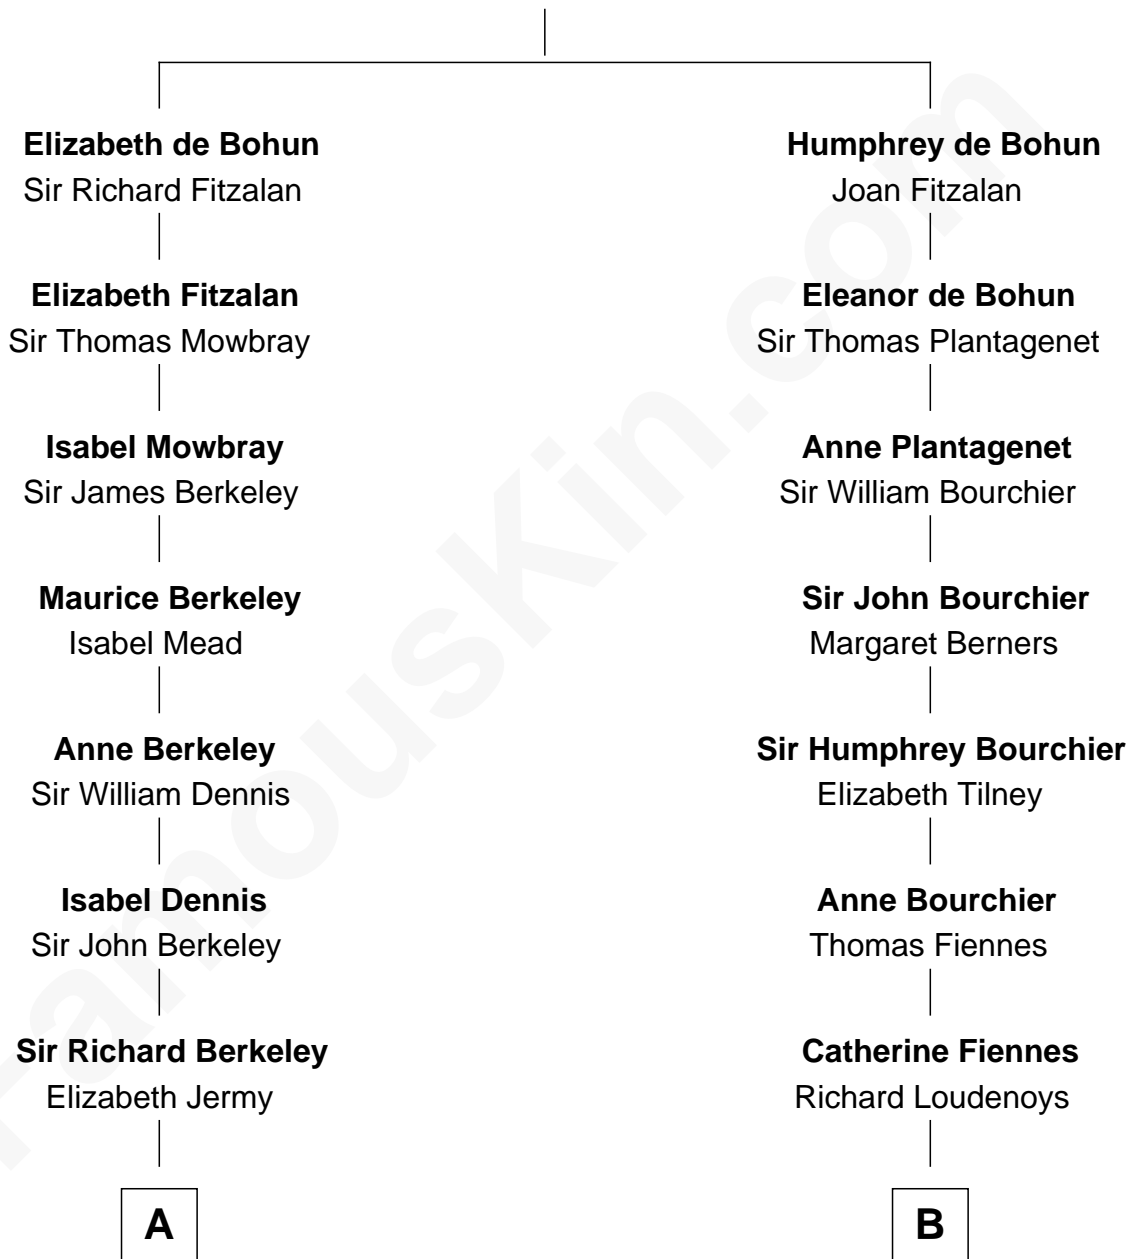 Elizabeth de Bohun
Sir Richard Fitzalan
Elizabeth Fitzalan
Sir Thomas Mowbray
Isabel Mowbray
Sir James Berkeley
Maurice Berkeley
Isabel Mead
Anne Berkeley
Sir William Dennis
Isabel Dennis
Sir John Berkeley
Sir Richard Berkeley
Elizabeth Jermy
A
Humphrey de Bohun
Joan Fitzalan
Eleanor de Bohun
Sir Thomas Plantagenet
Anne Plantagenet
Sir William Bourchier
Sir John Bourchier
Margaret Berners
Sir Humphrey Bourchier
Elizabeth Tilney
Anne Bourchier
Thomas Fiennes
Catherine Fiennes
Richard Loudenoys
B
FamousKin.com